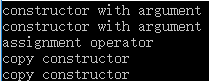 constructor with argument
constructor with argument
assignment operator
copy constructor
copy constructor